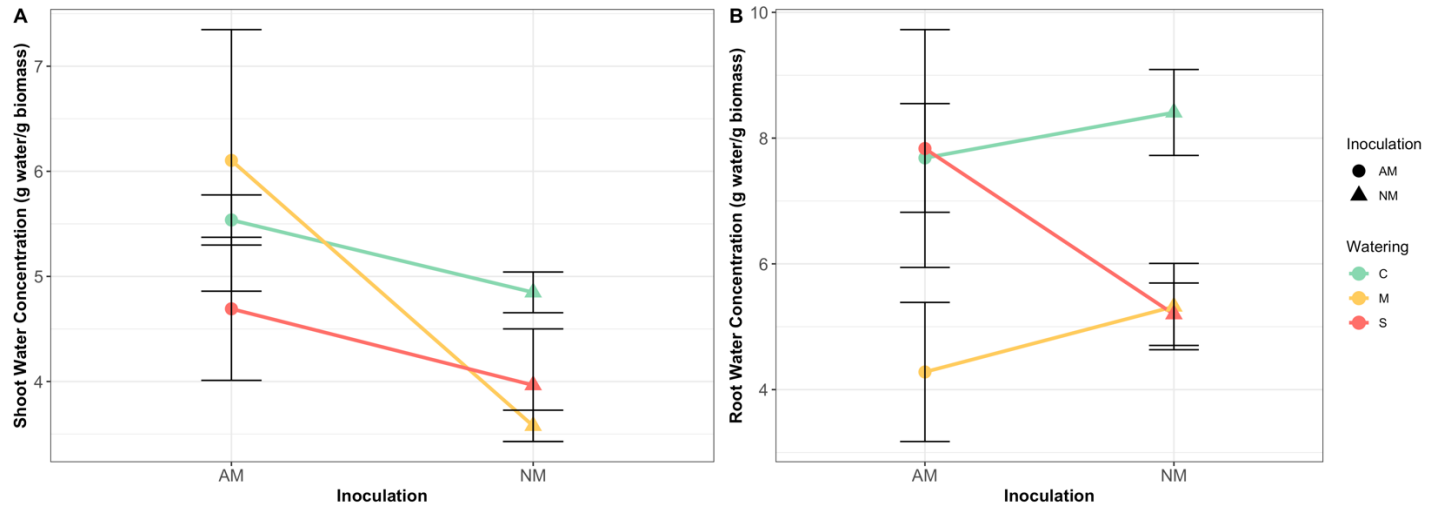 A
Shoot Water Concentration (g water/g biomass)
7
6
5
4
AM
NM
Inoculation
B
Root Water Concentration (g water/g biomass)
10
8
6
4
AM
NM
Inoculation
Inoculation
AM
NM
Watering
C
M
S